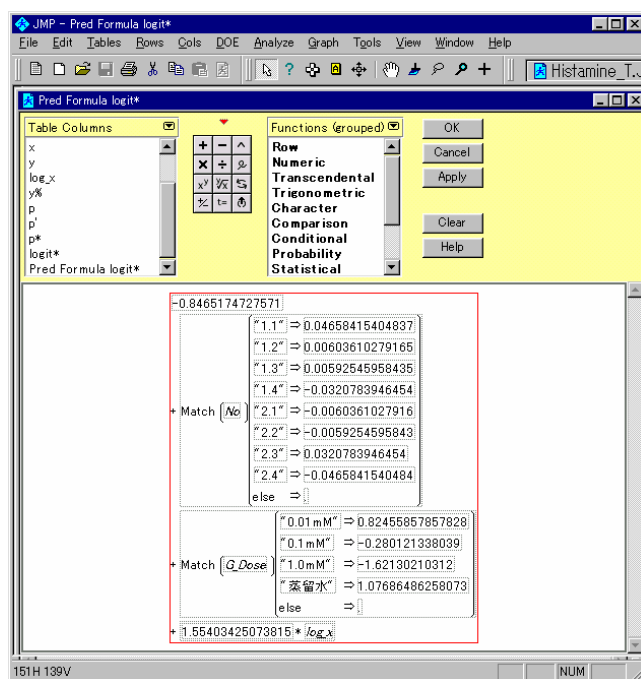 JMP - Pred Formula logit*
File Edit Tables Rows Cols DOE Analyze Graph Tools View Window Help
Histamine_T.J
Pred Formula logit*
Table Columns
x
y
log_x
y%
p
p'
p*
logit*
Pred Formula logit*
Functions (grouped)
Row
Numeric
Transcendental
Trigonometric
Character
Comparison
Conditional
Probability
Statistical
OK
Cancel
Apply
Clear
Help
-0.8465174727571
+ Match (No)
"1.1" ⇒ 0.04658415404837
"1.2" ⇒ 0.00603610279165
"1.3" ⇒ 0.00592545958435
"1.4" ⇒ -0.0320783946454
"2.1" ⇒ -0.0060361027916
"2.2" ⇒ -0.0059254595843
"2.3" ⇒ 0.0320783946454
"2.4" ⇒ -0.0465841540484
else ⇒ .
+ Match (G_Dose)
"0.01mM" ⇒ 0.82455857857828
"0.1mM" ⇒ -0.280121338039
"1.0mM" ⇒ -1.62130210312
"蒸留水" ⇒ 1.07686486258073
else ⇒ .
+ 1.55403425073815 * log_x
151H 139V
NUM